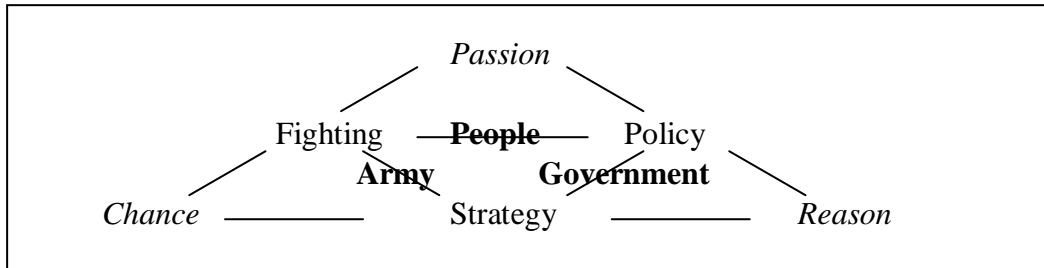 Passion
Fighting People Policy
Army Government
Chance Strategy Reason